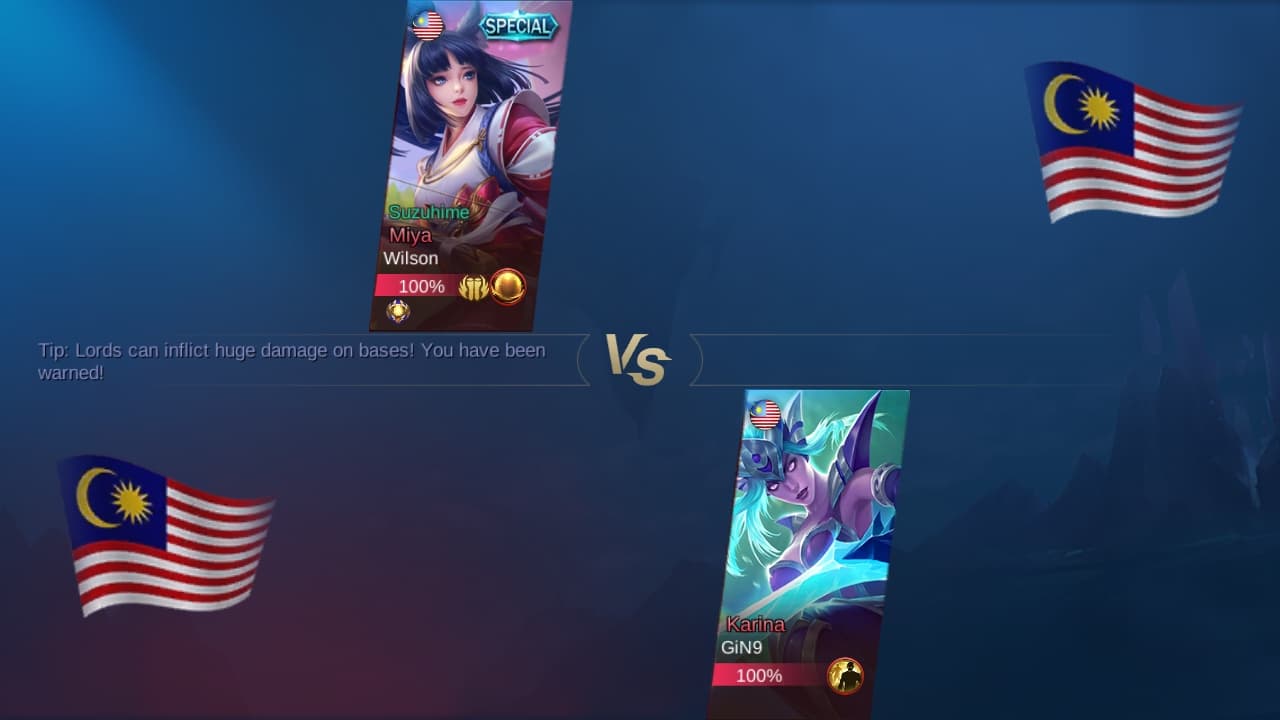 SPECIAL
Suzuhime
Miya
Wilson
100%
Tip: Lords can inflict huge damage on bases! You have been
warned!
VS
Karina
GiN9
100%